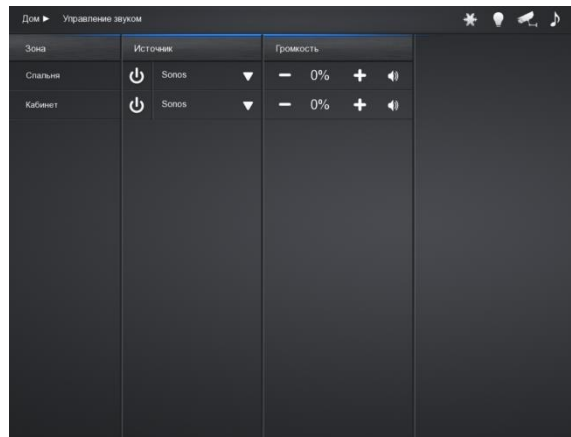 Дом ► Управление звуком
Зона Источник Громкость
Спальня Sonos ▼ 0%
Кабинет Sonos ▼ 0%